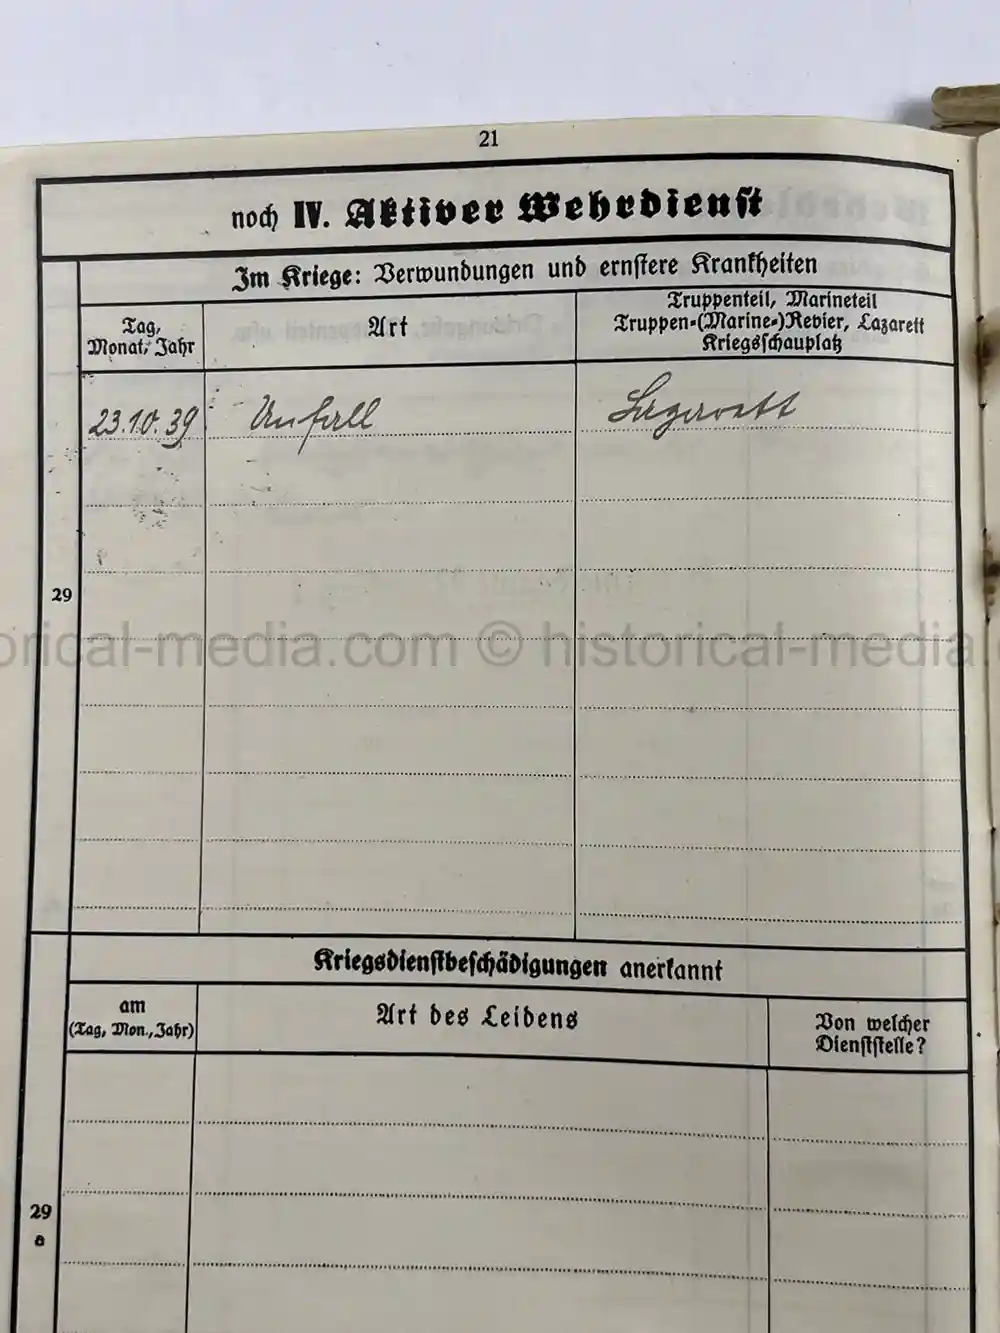 21
noch IV. Aktiver Wehrdienst
Im Kriege: Verwundungen und ernstere Krankheiten
Tag,
Monat, Jahr
Art
Truppenteil, Marineteil
Truppen-(Marine-)Revier, Lazarett
Kriegsschauplatz
23.10.39 Unfall Lazarett
29
orical-media.com © historical-media.
Kriegsdienstbeschädigungen anerkannt
am
(Tag, Mon., Jahr)
Art des Leidens
Von welcher
Dienststelle?
29
a